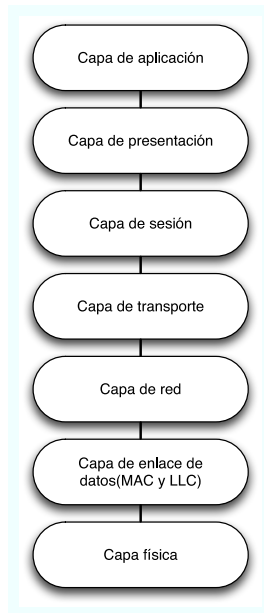 Capa de aplicación
Capa de presentación
Capa de sesión
Capa de transporte
Capa de red
Capa de enlace de
datos(MAC y LLC)
Capa física